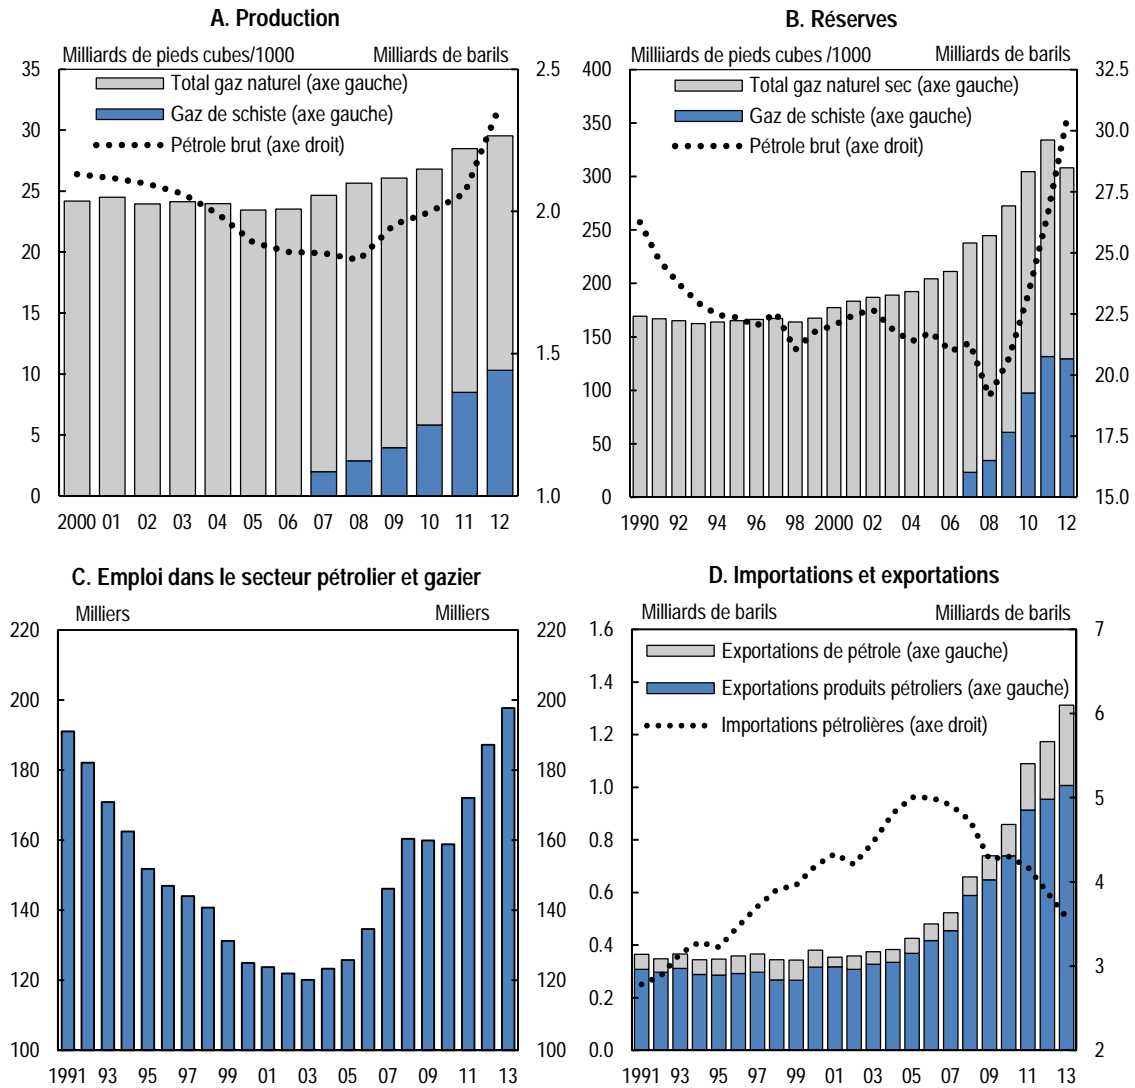 A. Production
Milliards de pieds cubes/1000 Milliards de barils
35 2.5
Total gaz naturel (axe gauche)
Gaz de schiste (axe gauche)
Pétrole brut (axe droit)
30
25
2.0
20
15
1.5
10
5
0 1.0
2000 01 02 03 04 05 06 07 08 09 10 11 12
B. Réserves
Milliiards de pieds cubes /1000 Milliards de barils
400 32.5
Total gaz naturel sec (axe gauche)
Gaz de schiste (axe gauche)
Pétrole brut (axe droit)
350
30.0
300
27.5
250
25.0
200
22.5
150
20.0
100
17.5
50
0 15.0
1990 92 94 96 98 2000 02 04 06 08 10 12
C. Emploi dans le secteur pétrolier et gazier
Milliers Milliers
220 220
200 200
180 180
160 160
140 140
120 120
100 100
1991 93 95 97 99 01 03 05 07 09 11 13
D. Importations et exportations
Milliards de barils Milliards de barils
1.6 7
Exportations de pétrole (axe gauche)
Exportations produits pétroliers (axe gauche)
Importations pétrolières (axe droit)
1.4
6
1.2
1.0
5
0.8
4
0.6
0.4
3
0.2
0.0 2
1991 93 95 97 99 01 03 05 07 09 11 13